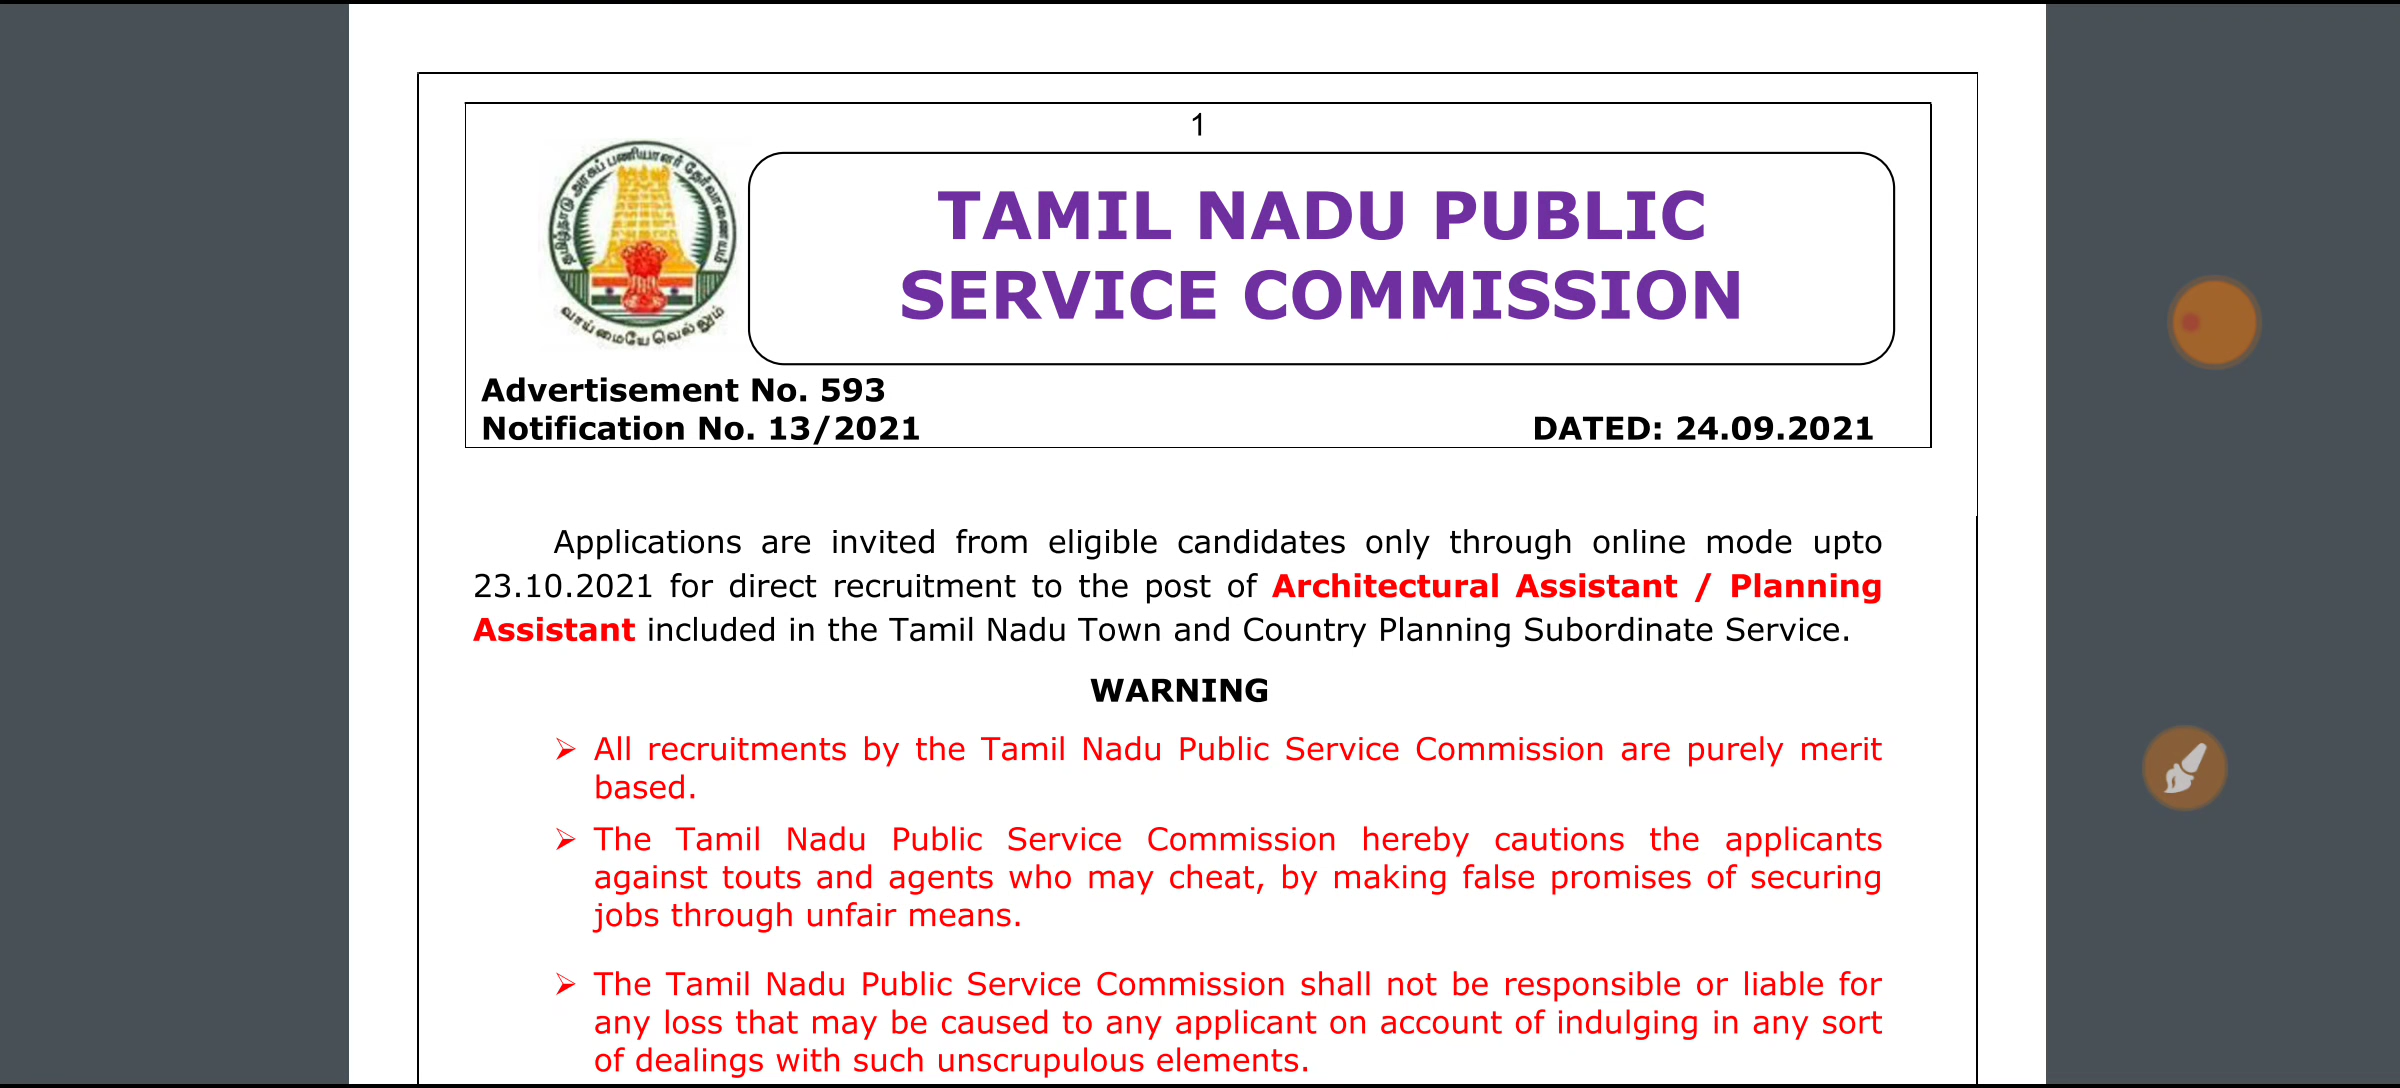 1
தமிழ்நாடு அரசுப் பணியாளர் தேர்வாணையம்
வாய்மையே வெல்லும்
TAMIL NADU PUBLIC
SERVICE COMMISSION
Advertisement No. 593
Notification No. 13/2021 DATED: 24.09.2021
Applications are invited from eligible candidates only through online mode upto
23.10.2021 for direct recruitment to the post of Architectural Assistant / Planning
Assistant included in the Tamil Nadu Town and Country Planning Subordinate Service.
WARNING
➢ All recruitments by the Tamil Nadu Public Service Commission are purely merit
based.
➢ The Tamil Nadu Public Service Commission hereby cautions the applicants
against touts and agents who may cheat, by making false promises of securing
jobs through unfair means.
➢ The Tamil Nadu Public Service Commission shall not be responsible or liable for
any loss that may be caused to any applicant on account of indulging in any sort
of dealings with such unscrupulous elements.